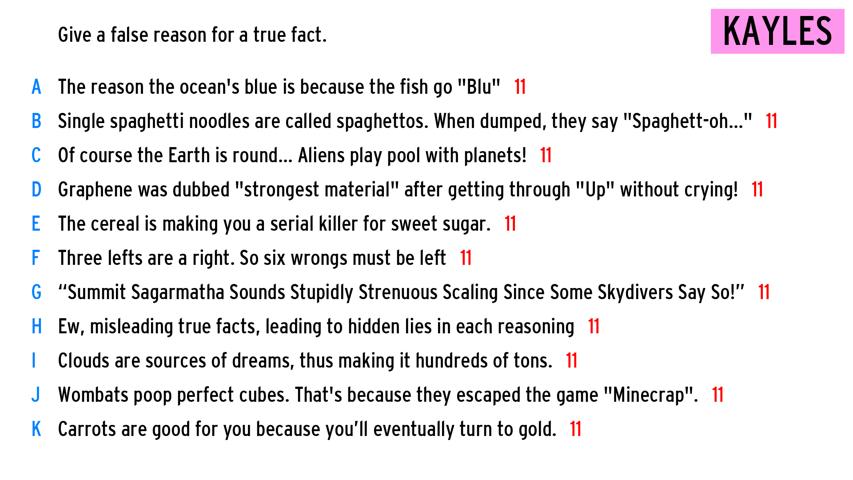 Give a false reason for a true fact.
KAYLES
A The reason the ocean's blue is because the fish go "Blu" 11
B Single spaghetti noodles are called spaghettos. When dumped, they say "Spaghett-oh..." 11
C Of course the Earth is round... Aliens play pool with planets! 11
D Graphene was dubbed "strongest material" after getting through "Up" without crying! 11
E The cereal is making you a serial killer for sweet sugar. 11
F Three lefts are a right. So six wrongs must be left 11
G “Summit Sagarmatha Sounds Stupidly Strenuous Scaling Since Some Skydivers Say So!” 11
H Ew, misleading true facts, leading to hidden lies in each reasoning 11
I Clouds are sources of dreams, thus making it hundreds of tons. 11
J Wombats poop perfect cubes. That's because they escaped the game "Minecrap". 11
K Carrots are good for you because you’ll eventually turn to gold. 11